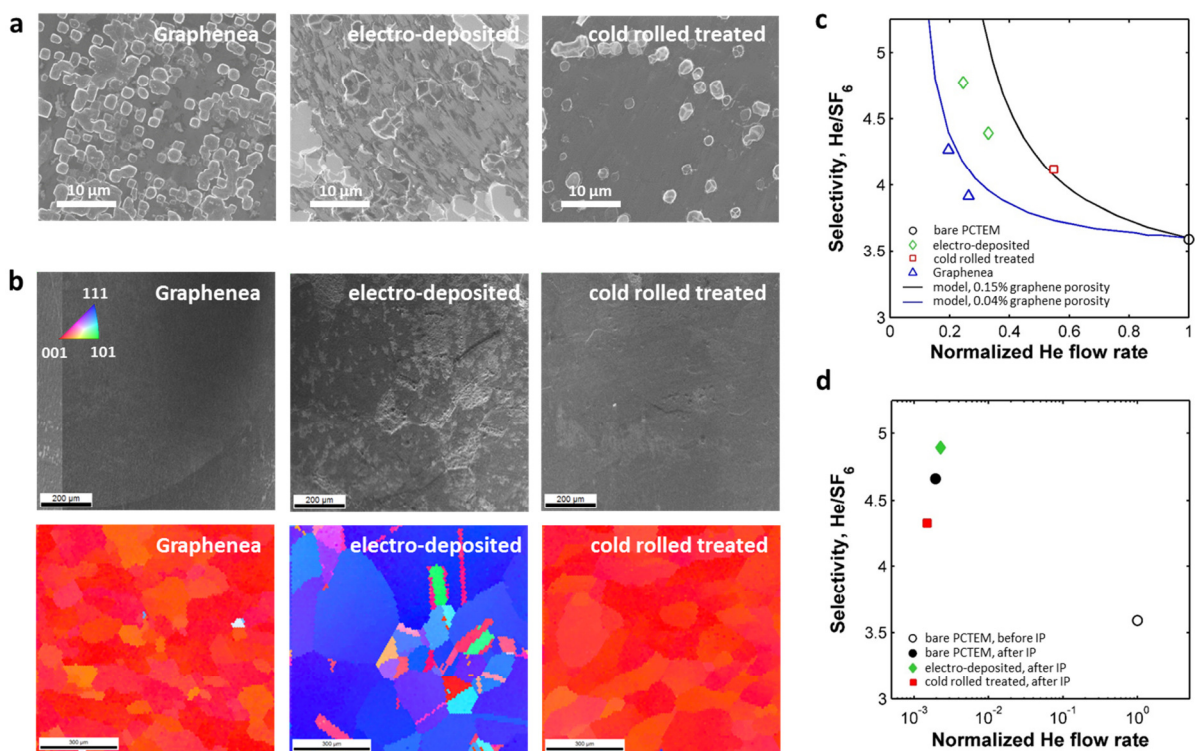 a
Graphenea
electro-deposited
cold rolled treated
10 µm
10 µm
10 µm
b
Graphenea
electro-deposited
cold rolled treated
111
001
101
200 µm
200 µm
200 µm
Graphenea
electro-deposited
cold rolled treated
300 µm
300 µm
300 µm
c
Selectivity, He/SF6
5
4.5
4
3.5
3
0
0.2
0.4
0.6
0.8
1
Normalized He flow rate
bare PCTEM
electro-deposited
cold rolled treated
Graphenea
model, 0.15% graphene porosity
model, 0.04% graphene porosity
d
Selectivity, He/SF6
5
4.5
4
3.5
3
10^-3
10^-2
10^-1
10^0
Normalized He flow rate
bare PCTEM, before IP
bare PCTEM, after IP
electro-deposited, after IP
cold rolled treated, after IP